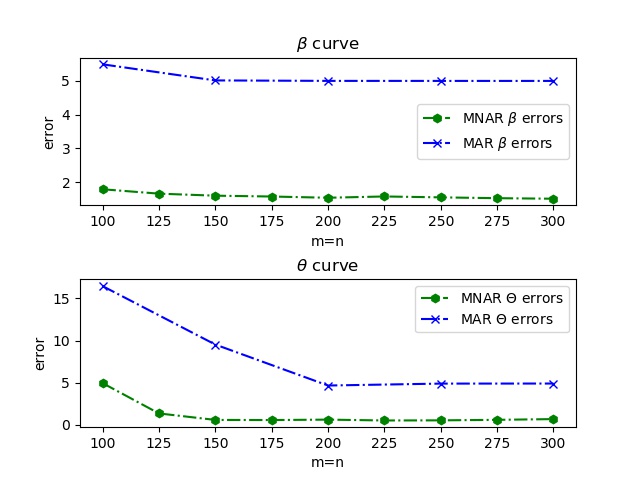 β curve
error
5
4
3
2
MNAR β errors
MAR β errors
100 125 150 175 200 225 250 275 300
m=n
θ curve
error
15
10
5
0
MNAR Θ errors
MAR Θ errors
100 125 150 175 200 225 250 275 300
m=n